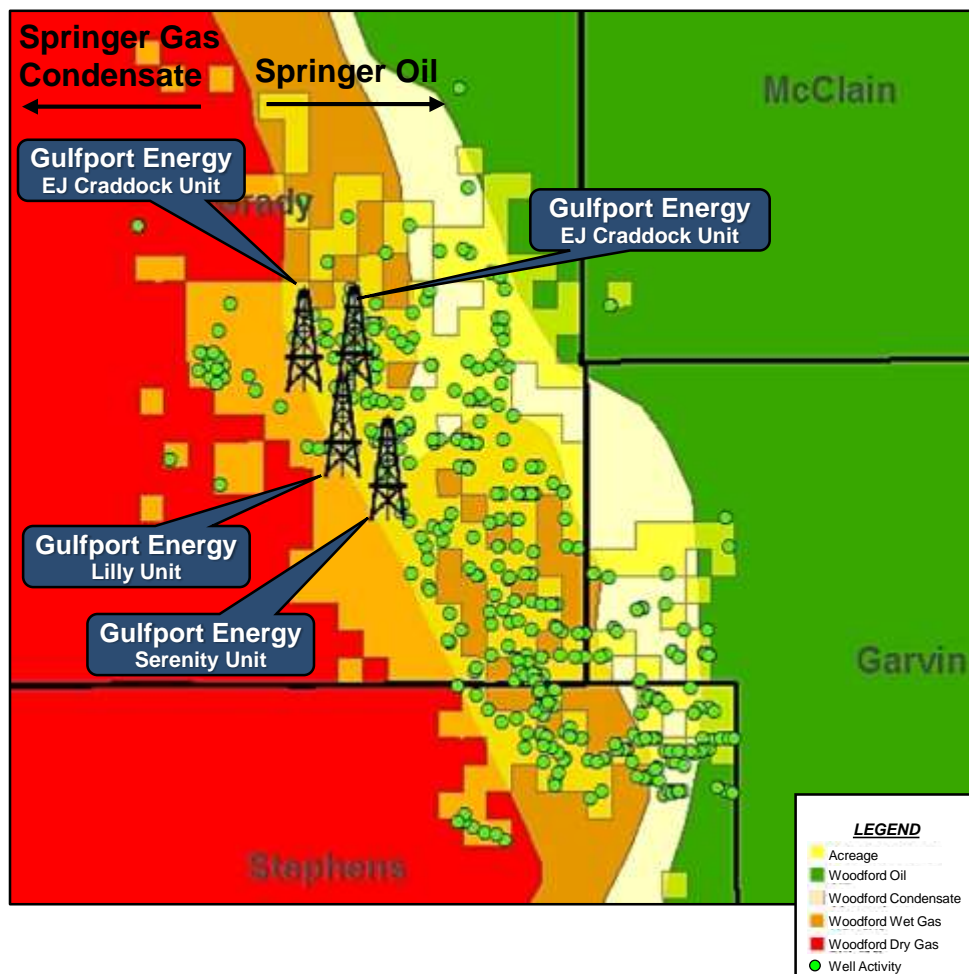 Springer Gas
Condensate
Springer Oil
McClain
Gulfport Energy
EJ Craddock Unit
Grady
Gulfport Energy
EJ Craddock Unit
Gulfport Energy
Lilly Unit
Gulfport Energy
Serenity Unit
Garvin
Stephens
LEGEND
Acreage
Woodford Oil
Woodford Condensate
Woodford Wet Gas
Woodford Dry Gas
Well Activity